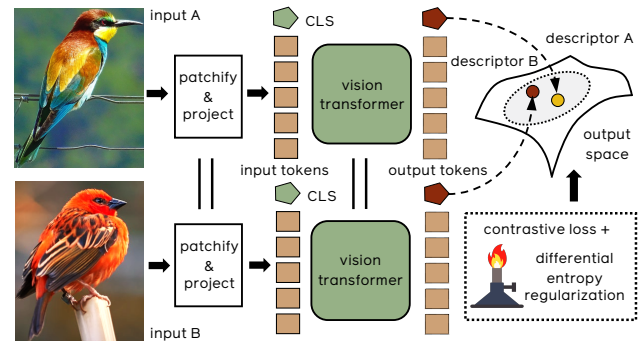 input A
CLS
patchify
&
project
vision
transformer
descriptor A
descriptor B
output
space
input tokens
output tokens
CLS
patchify
&
project
vision
transformer
contrastive loss +
differential
entropy
regularization
input B